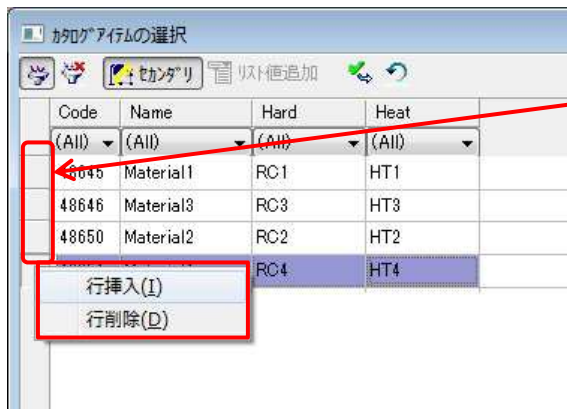 カタログアイテムの選択
セカンダリ リスト値追加
Code Name Hard Heat
(All) (All) (All) (All)
48645 Material1 RC1 HT1
48646 Material3 RC3 HT3
48650 Material2 RC2 HT2
RC4 HT4
行挿入(I)
行削除(D)